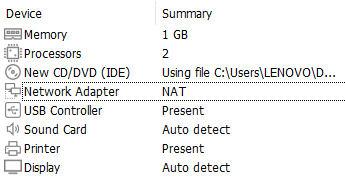 Device Summary
Memory 1 GB
Processors 2
New CD/DVD (IDE) Using file C:\Users\LENOVO\D...
Network Adapter NAT
USB Controller Present
Sound Card Auto detect
Printer Present
Display Auto detect